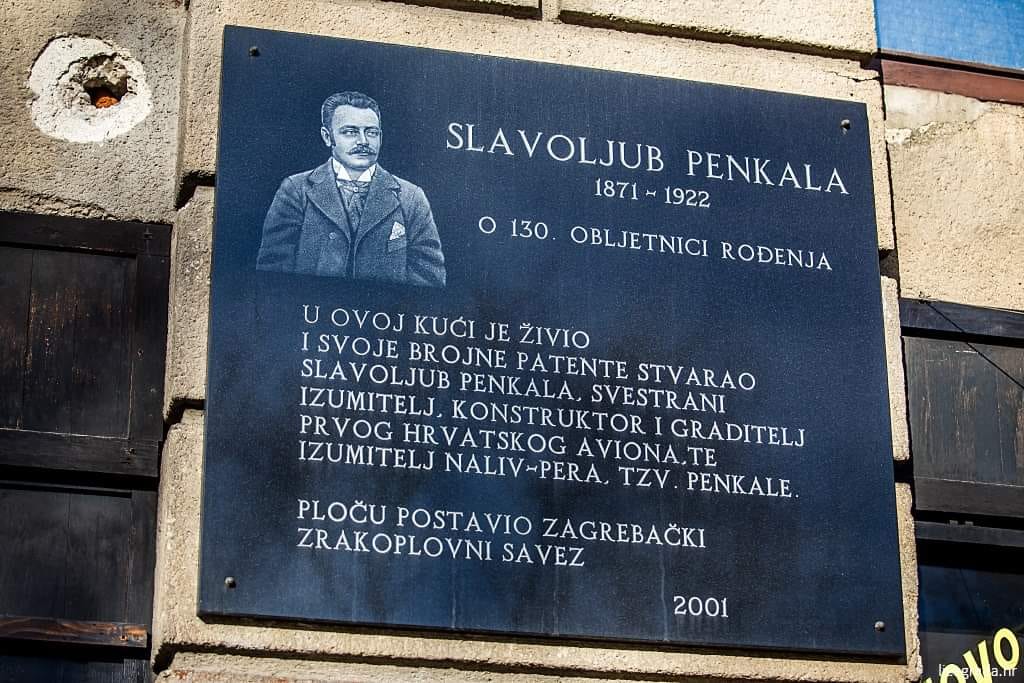 SLAVOLJUB PENKALA
1871 - 1922
O 130. OBLJETNICI ROĐENJA
U OVOJ KUĆI JE ŽIVIO
I SVOJE BROJNE PATENTE STVARAO
SLAVOLJUB PENKALA, SVESTRANI
IZUMITELJ, KONSTRUKTOR I GRADITELJ
PRVOG HRVATSKOG AVIONA,TE
IZUMITELJ NALIV-PERA, TZV. PENKALE.
PLOČU POSTAVIO ZAGREBAČKI
ZRAKOPLOVNI SAVEZ
2001